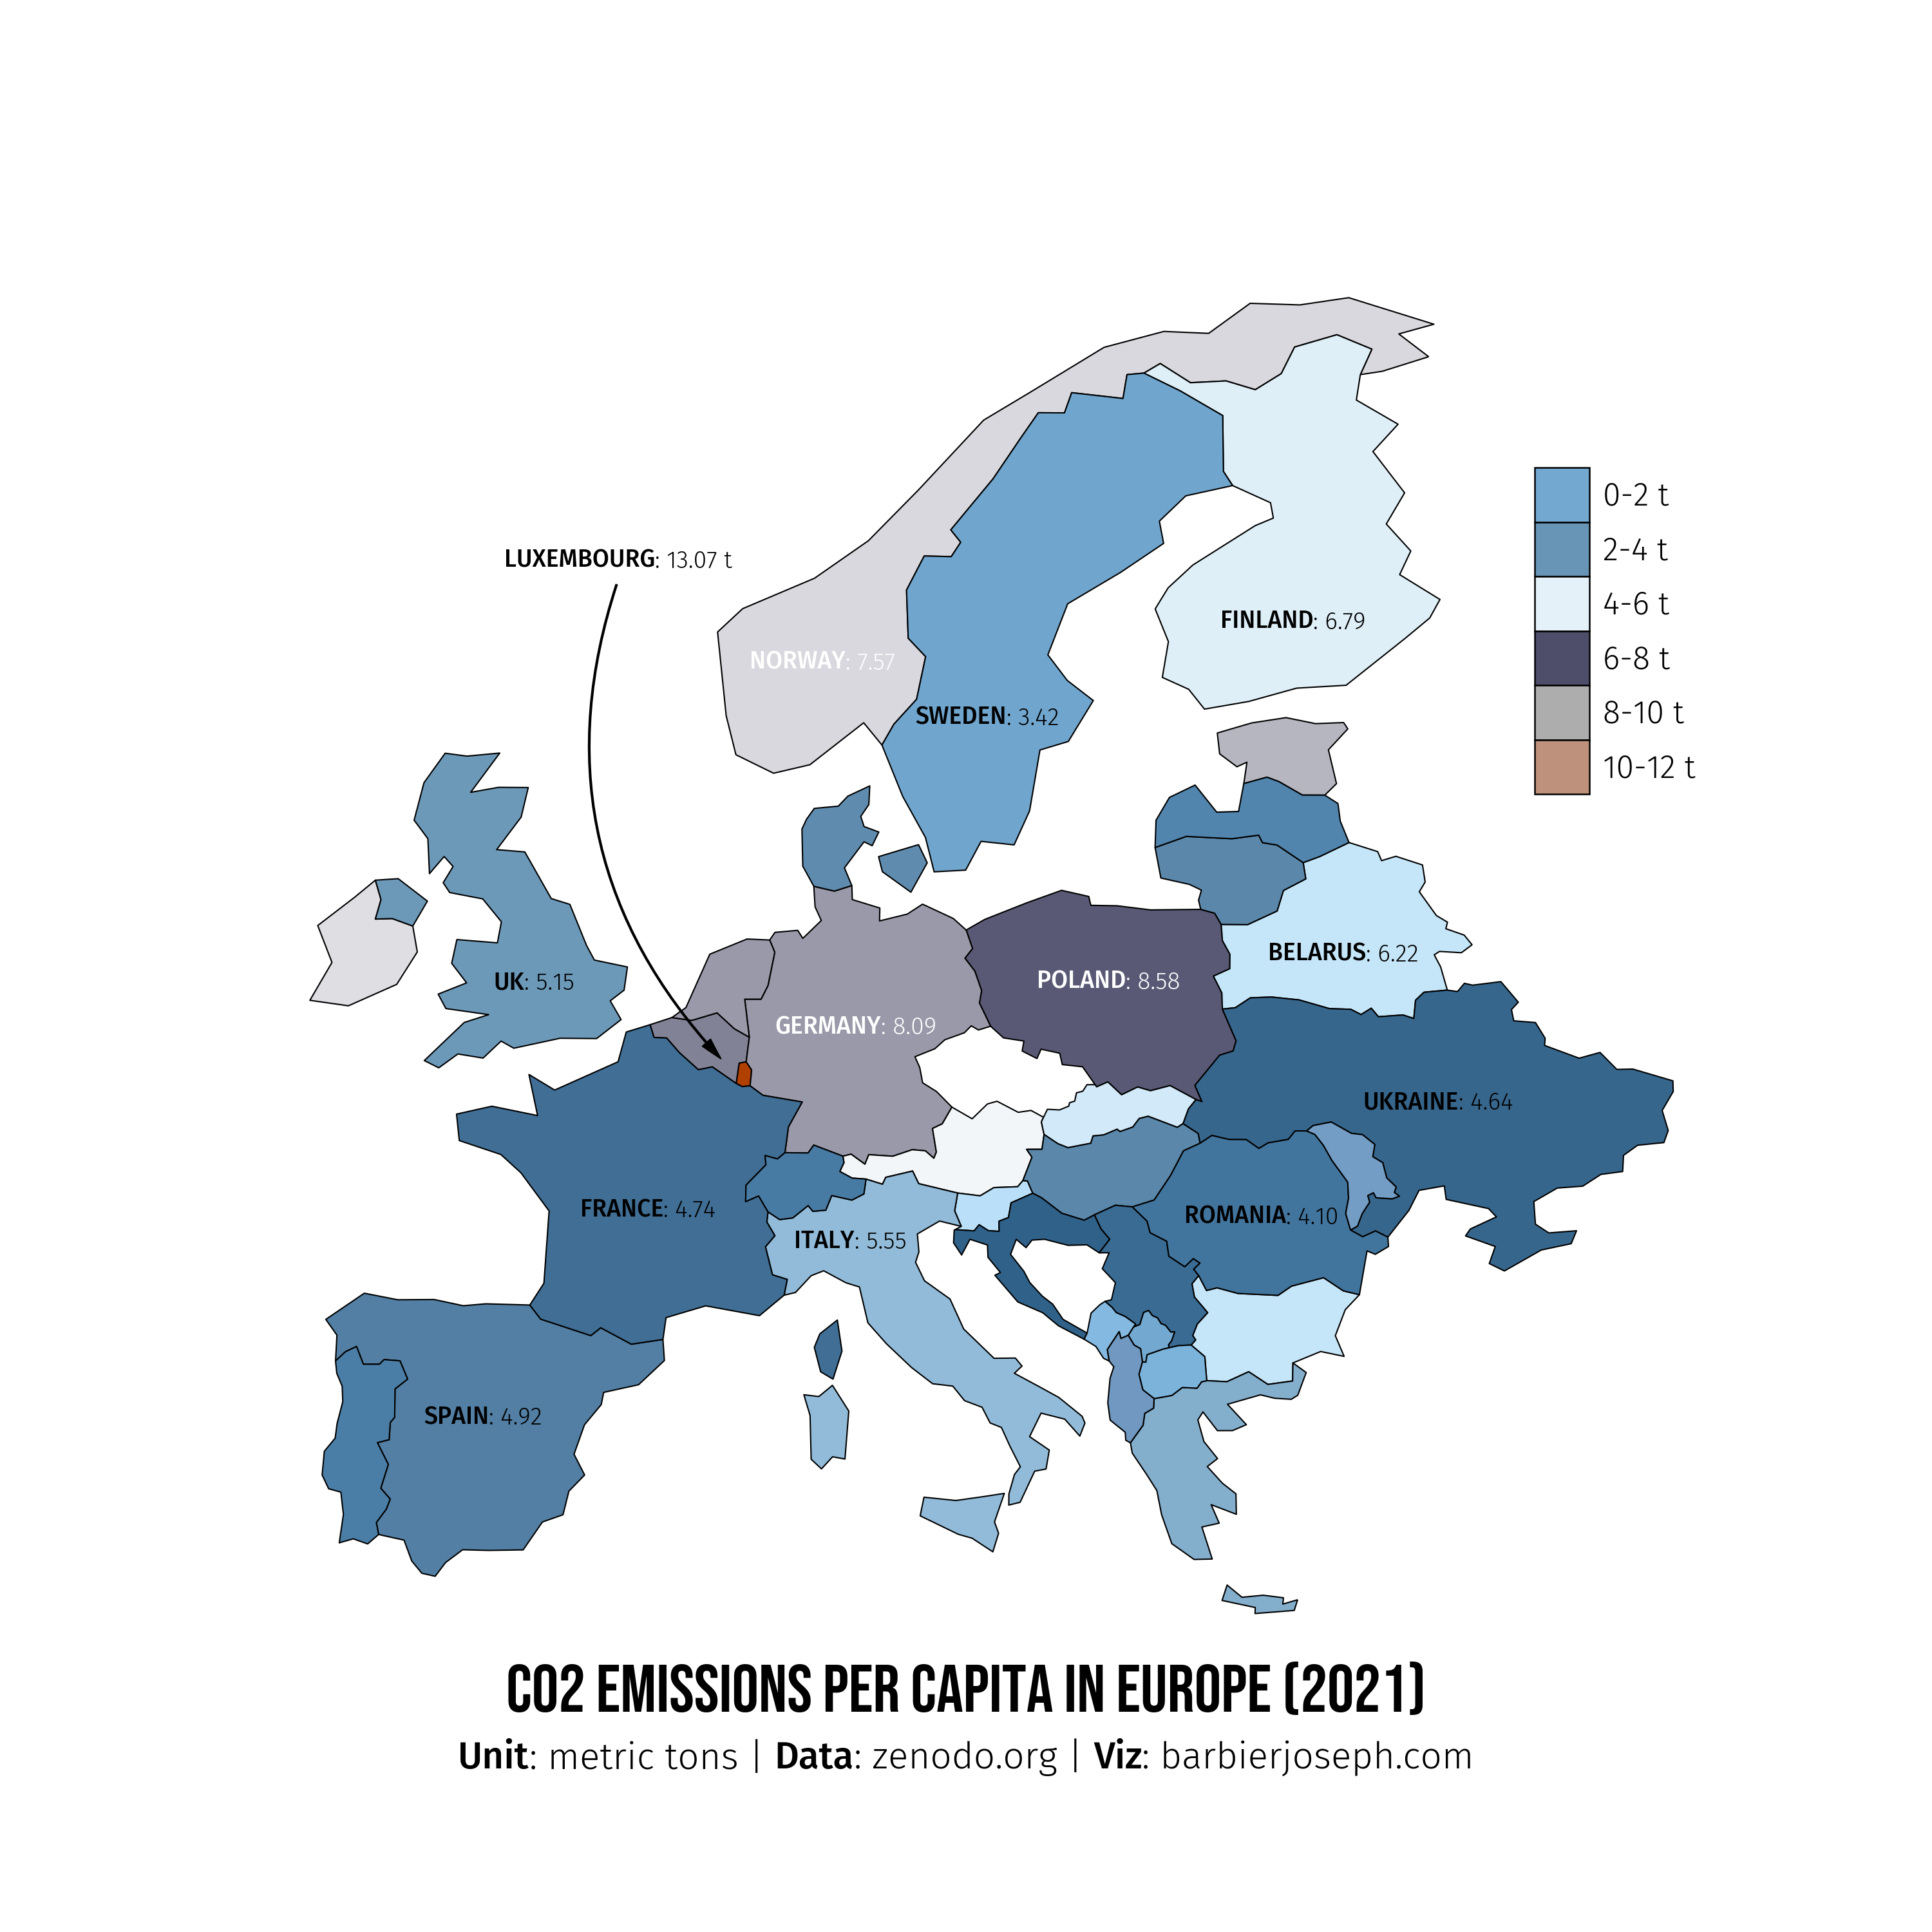 LUXEMBOURG: 13.07 t
NORWAY: 7.57
SWEDEN: 3.42
FINLAND: 6.79
0-2 t
2-4 t
4-6 t
6-8 t
8-10 t
10-12 t
UK: 5.15
GERMANY: 8.09
POLAND: 8.58
BELARUS: 6.22
UKRAINE: 4.64
FRANCE: 4.74
ITALY: 5.55
ROMANIA: 4.10
SPAIN: 4.92
CO2 EMISSIONS PER CAPITA IN EUROPE (2021)
Unit: metric tons | Data: zenodo.org | Viz: barbierjoseph.com